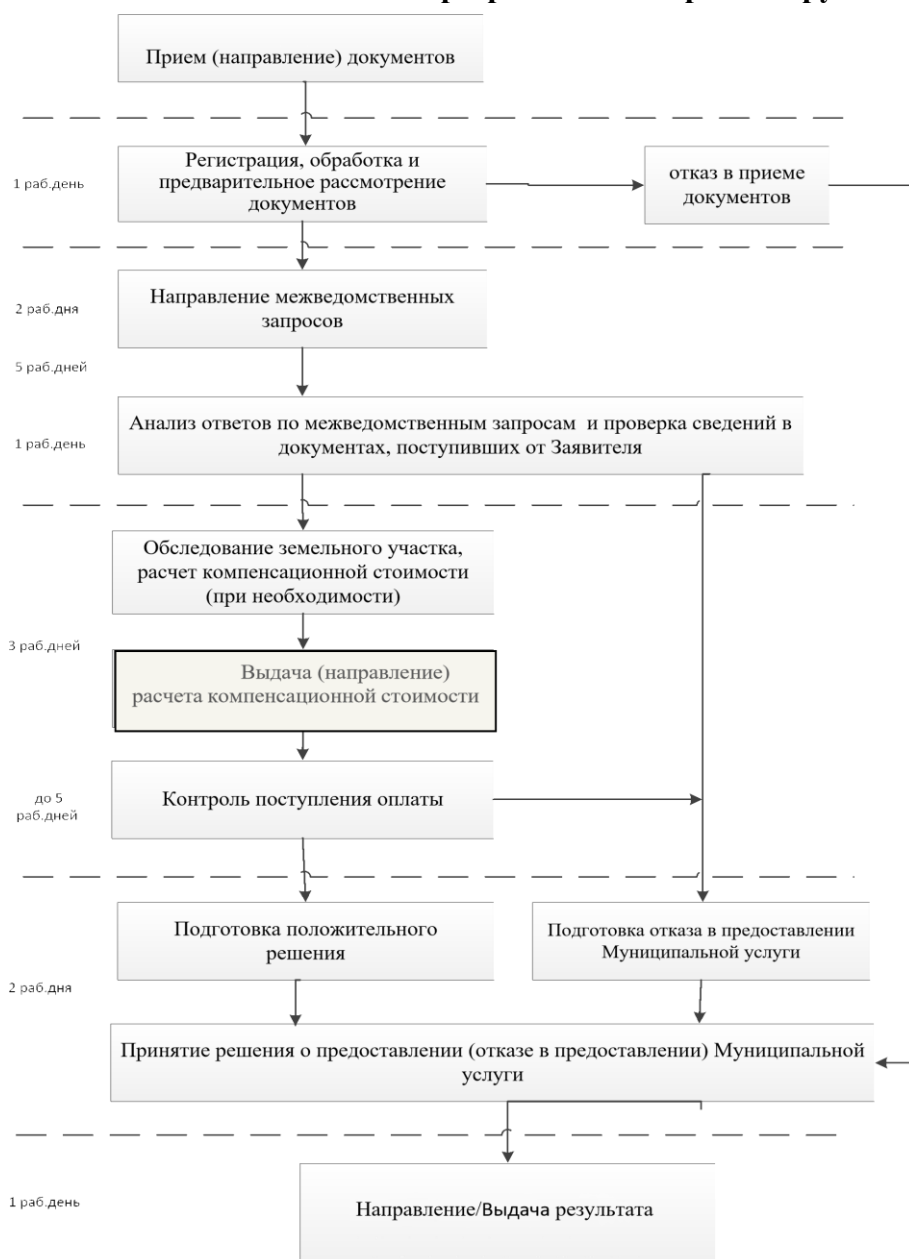 Прием (направление) документов
1 раб.день
Регистрация, обработка и
предварительное рассмотрение
документов
отказ в приеме
документов
2 раб.дня
Направление межведомственных
запросов
5 раб.дней
1 раб.день
Анализ ответов по межведомственным запросам и проверка сведений в
документах, поступивших от Заявителя
Обследование земельного участка,
расчет компенсационной стоимости
(при необходимости)
3 раб.дней
Выдача (направление)
расчета компенсационной стоимости
до 5
раб.дней
Контроль поступления оплаты
Подготовка положительного
решения
Подготовка отказа в предоставлении
Муниципальной услуги
2 раб.дня
Принятие решения о предоставлении (отказе в предоставлении) Муниципальной
услуги
1 раб.день
Направление/Выдача результата